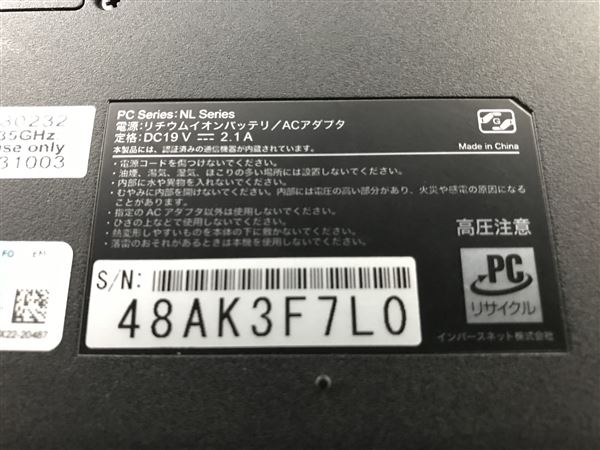 30232
35GHz
use only
31003
FO EM
X22-20487
PC Series: NL Series
電源:リチウムイオンバッテリ/ACアダプタ
定格:DC19 V ⎓ 2.1 A
本製品には、認証済みの通信機器が内蔵されています。
G
Made in China
・電源コードを傷つけないでください。
・油煙、湯気、湿気、ほこりの多い場所には設置しないでください。
・内部に水や異物を入れないでください。
・むやみに内部を開けないでください。内部には電圧の高い部分があり、火災や感電の原因になる
ことがあります。
・指定の AC アダプタ以外は使用しないでください。
・ひざの上などで使用しないでください。
・熱変形しやすいものを本体の下に敷かないでください。
・落雷のおそれがあるときは本機を使用しないでください。
高圧注意
PC
リサイクル
インバースネット株式会社
S/N:
48AK3F7L0